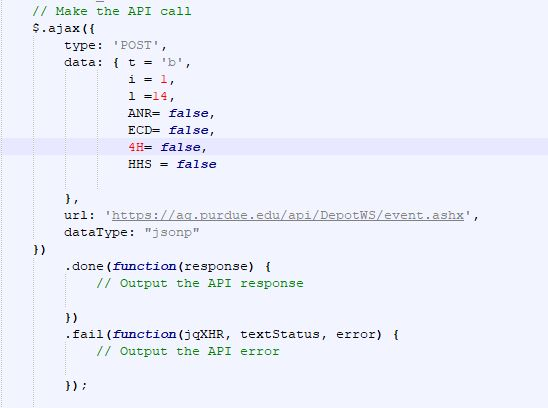 // Make the API call
$.ajax({
type: 'POST',
data: { t = 'b',
i = 1,
l =14,
ANR= false,
ECD= false,
4H= false,
HHS = false
},
url: 'https://ag.purdue.edu/api/DepotWS/event.ashx',
dataType: "jsonp"
})
.done(function(response) {
// Output the API response
})
.fail(function(jqXHR, textStatus, error) {
// Output the API error
});